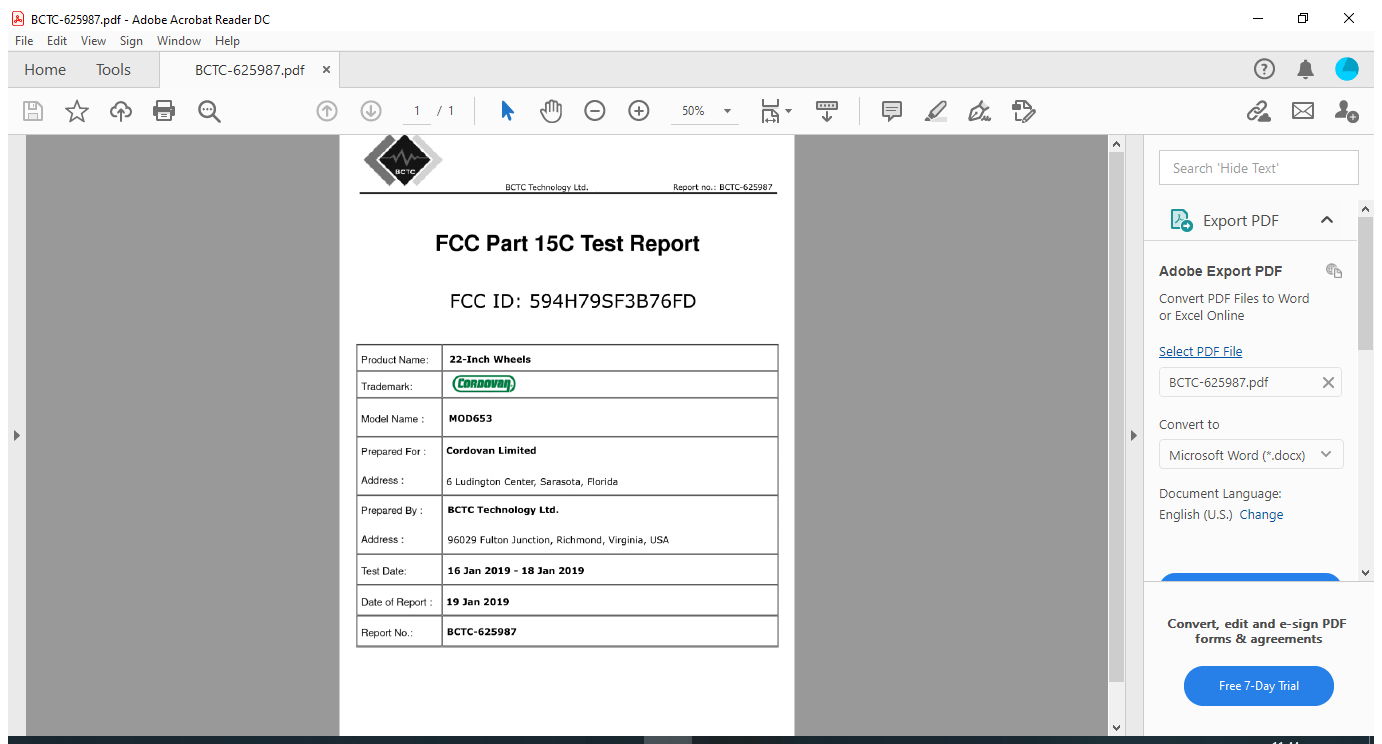 BCTC-625987.pdf - Adobe Acrobat Reader DC
File Edit View Sign Window Help
Home Tools BCTC-625987.pdf ×
1 / 1 50%
BCTC
BCTC Technology Ltd. Report no.: BCTC-625987
FCC Part 15C Test Report
FCC ID: 594H79SF3B76FD
Product Name: 22-Inch Wheels
Trademark: CORDOVAN
Model Name : MOD653
Prepared For : Cordovan Limited
Address : 6 Ludington Center, Sarasota, Florida
Prepared By : BCTC Technology Ltd.
Address : 96029 Fulton Junction, Richmond, Virginia, USA
Test Date: 16 Jan 2019 - 18 Jan 2019
Date of Report : 19 Jan 2019
Report No.: BCTC-625987
Search 'Hide Text'
Export PDF
Adobe Export PDF
Convert PDF Files to Word
or Excel Online
Select PDF File
BCTC-625987.pdf
Convert to
Microsoft Word (*.docx)
Document Language:
English (U.S.) Change
Convert, edit and e-sign PDF
forms & agreements
Free 7-Day Trial